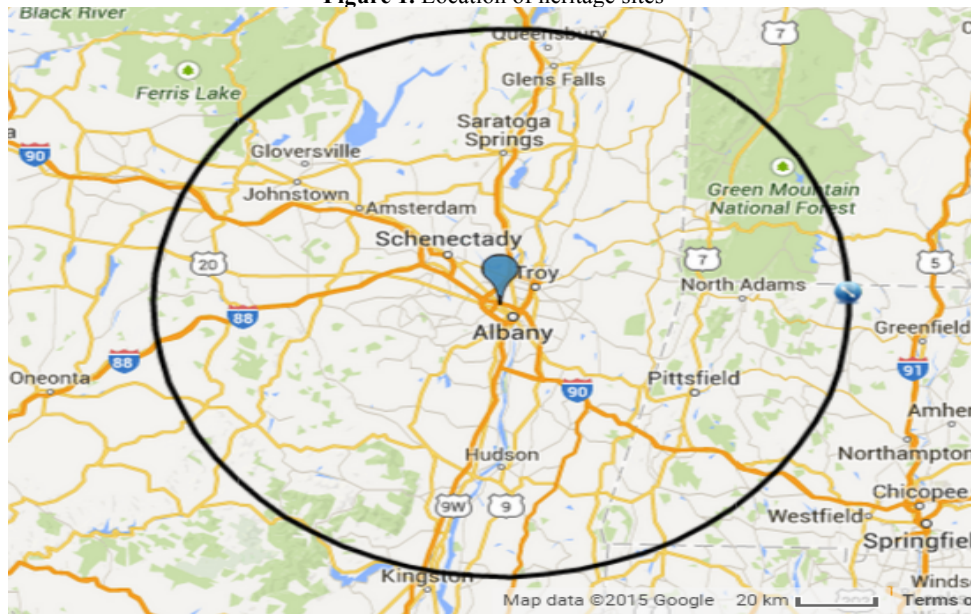 Figure 1. Location of heritage sites
Black River
Queensbury
7
Ferris Lake
Glens Falls
Saratoga
Springs
90
Gloversville
Johnstown
Amsterdam
Green Mountain
National Forest
Schenectady
20
Troy
7
5
North Adams
88
Albany
Greenfield
88
91
Oneonta
90
Pittsfield
Amher
Hudson
Northampton
9W
9
Chicopee
Westfield
Springfiel
Kingston
Winds
Map data ©2015 Google
20 km
Terms o